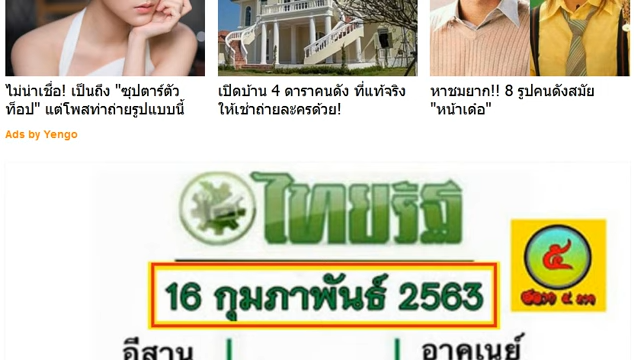 ไม่น่าเชื่อ! เป็นถึง "ซุปตาร์ตัว
ท็อป" แต่โพสท่าถ่ายรูปแบบนี้
เปิดบ้าน 4 ดาราคนดัง ที่แท้จริง
ให้เช่าถ่ายละครด้วย!
หาชมยาก!! 8 รูปคนดังสมัย
"หน้าเด๋อ"
Ads by Yengo
ไทยรัฐ
๕
16 กุมภาพันธ์ 2563
อีสาน
อาคเนย์